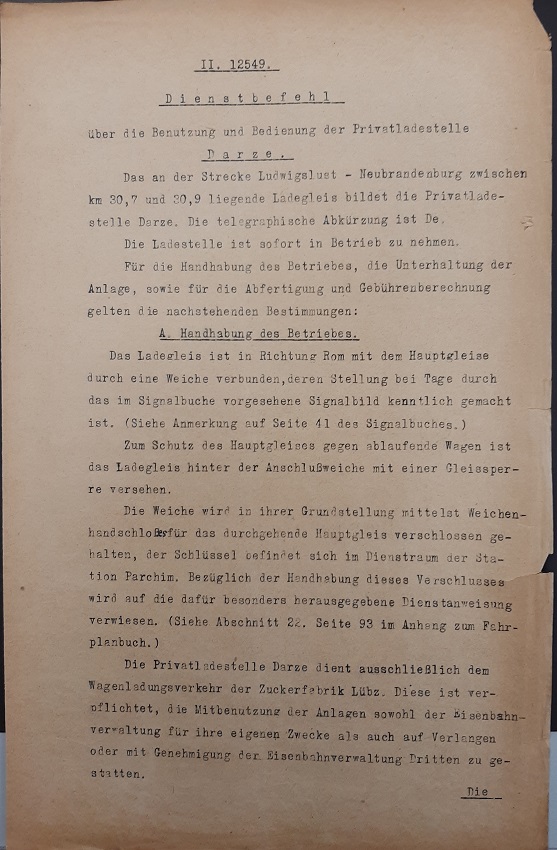 II. 12549.
Dienstbefehl
über die Benutzung und Bedienung der Privatladestelle
Darze.
Das an der Strecke Ludwigslust - Neubrandenburg zwischen
km 30,7 und 30,9 liegende Ladegleis bildet die Privatlade-
stelle Darze. Die telegraphische Abkürzung ist De.
Die Ladestelle ist sofort in Betrieb zu nehmen.
Für die Handhabung des Betriebes, die Unterhaltung der
Anlage, sowie für die Abfertigung und Gebührenberechnung
gelten die nachstehenden Bestimmungen:
A. Handhabung des Betriebes.
Das Ladegleis ist in Richtung Rom mit dem Hauptgleise
durch eine Weiche verbunden,deren Stellung bei Tage durch
das im Signalbuche vorgesehene Signalbild kenntlich gemacht
ist. (Siehe Anmerkung auf Seite 41 des Signalbuches.)
Zum Schutz des Hauptgleises gegen ablaufende Wagen ist
das Ladegleis hinter der Anschlußweiche mit einer Gleissper-
re versehen.
Die Weiche wird in ihrer Grundstellung mittelst Weichen-
für das durchgehende Hauptgleis verschlossen ge-
halten, der Schlüssel befindet sich im Dienstraum der Sta-
tion Parchim. Bezüglich der Handhabung dieses Verschlusses
wird auf die dafür besonders herausgegebene Dienstanweisung
verwiesen. (Siehe Abschnitt 22. Seite 93 im Anhang zum Fahr-
planbuch.)
Die Privatladestelle Darze dient ausschließlich dem
Wagenladungsverkehr der Zuckerfabrik Lübz. Diese ist ver-
pflichtet, die Mitbenutzung der Anlagen sowohl der Eisenbahn-
verwaltung für ihre eigenen Zwecke als auch auf Verlangen
oder mit Genehmigung der Eisenbahnverwaltung Dritten zu ge-
statten.
Die